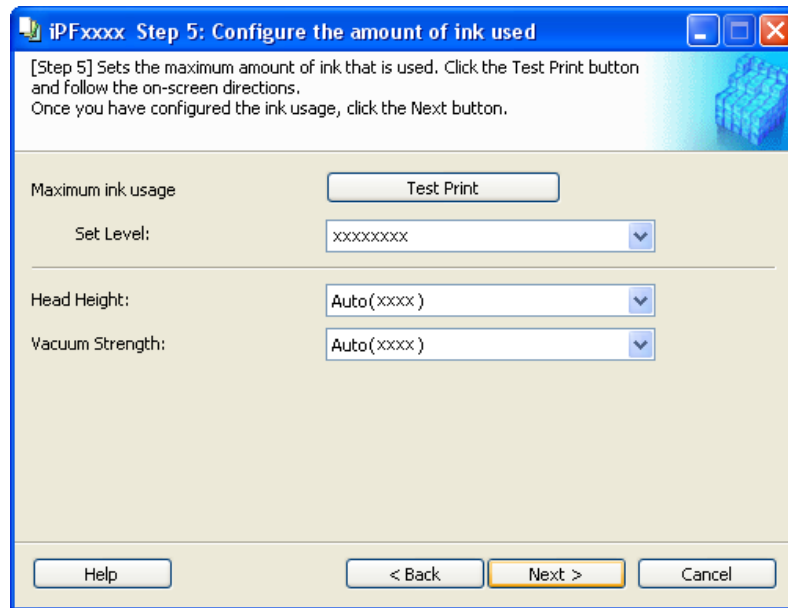 iPFxxxx Step 5: Configure the amount of ink used
[Step 5] Sets the maximum amount of ink that is used. Click the Test Print button
and follow the on-screen directions.
Once you have configured the ink usage, click the Next button.
Maximum ink usage Test Print
Set Level: xxxxxxxx
Head Height: Auto(xxxx)
Vacuum Strength: Auto(xxxx)
Help < Back Next > Cancel